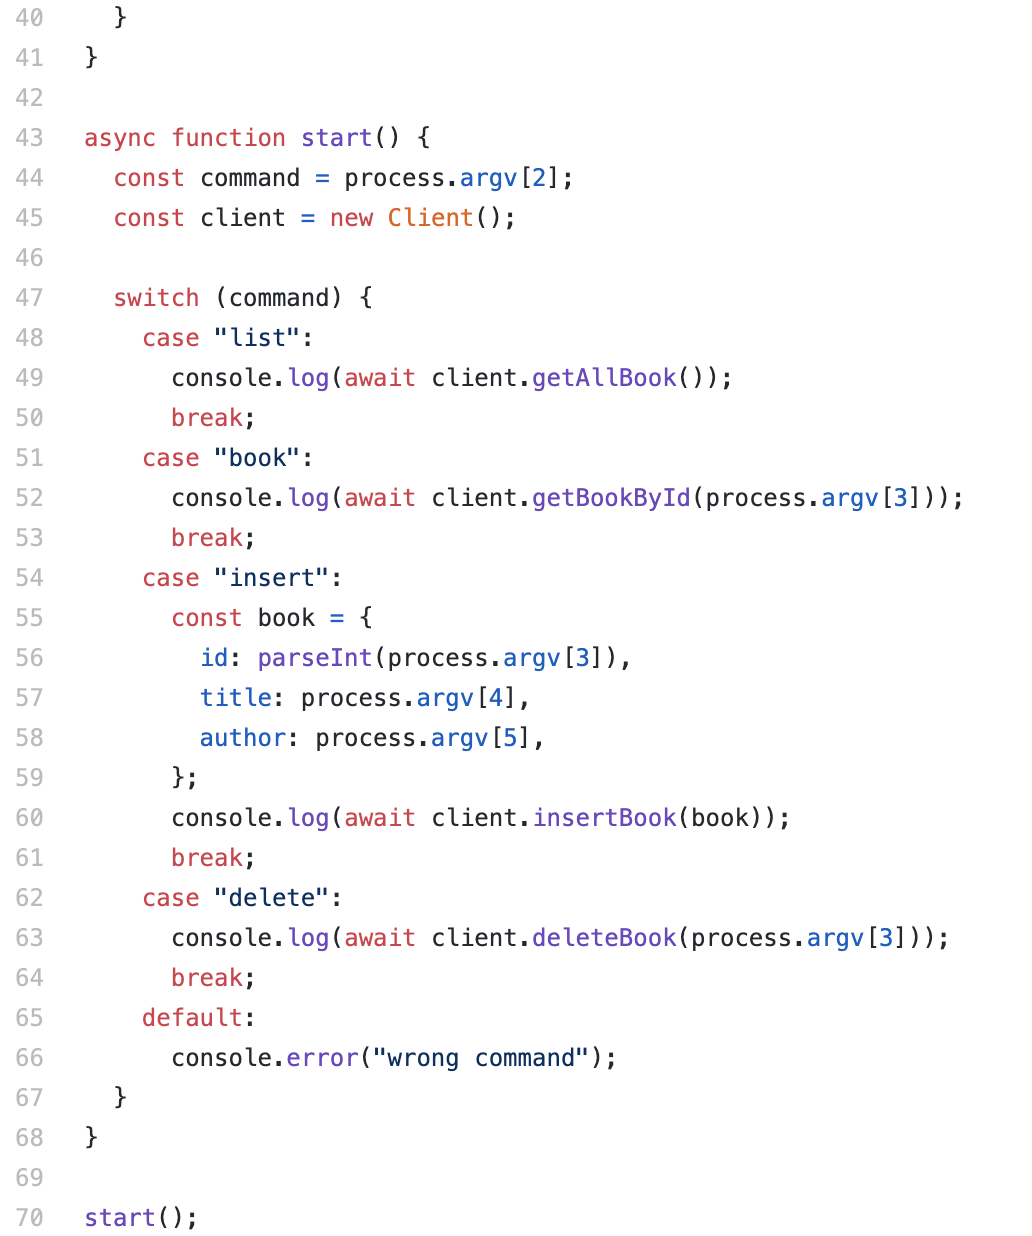 40     }
41   }
42
43   async function start() {
44     const command = process.argv[2];
45     const client = new Client();
46
47     switch (command) {
48       case "list":
49         console.log(await client.getAllBook());
50         break;
51       case "book":
52         console.log(await client.getBookById(process.argv[3]));
53         break;
54       case "insert":
55         const book = {
56           id: parseInt(process.argv[3]),
57           title: process.argv[4],
58           author: process.argv[5],
59         };
60         console.log(await client.insertBook(book));
61         break;
62       case "delete":
63         console.log(await client.deleteBook(process.argv[3]));
64         break;
65       default:
66         console.error("wrong command");
67     }
68   }
69
70   start();